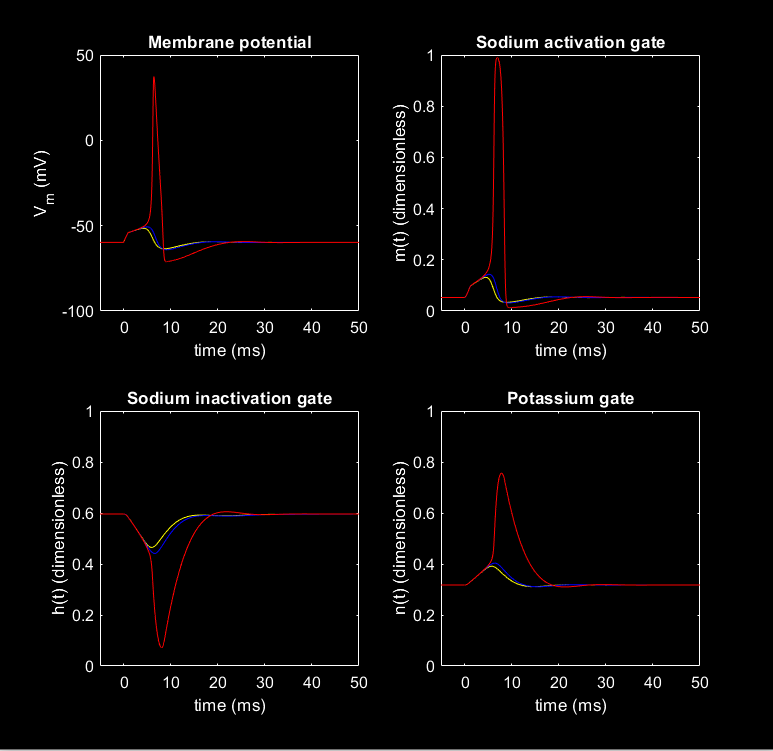 Membrane potential
50
0
-50
-100
V_m (mV)
0 10 20 30 40 50
time (ms)
Sodium activation gate
1
0.8
0.6
0.4
0.2
0
m(t) (dimensionless)
0 10 20 30 40 50
time (ms)
Sodium inactivation gate
1
0.8
0.6
0.4
0.2
0
h(t) (dimensionless)
0 10 20 30 40 50
time (ms)
Potassium gate
1
0.8
0.6
0.4
0.2
0
n(t) (dimensionless)
0 10 20 30 40 50
time (ms)